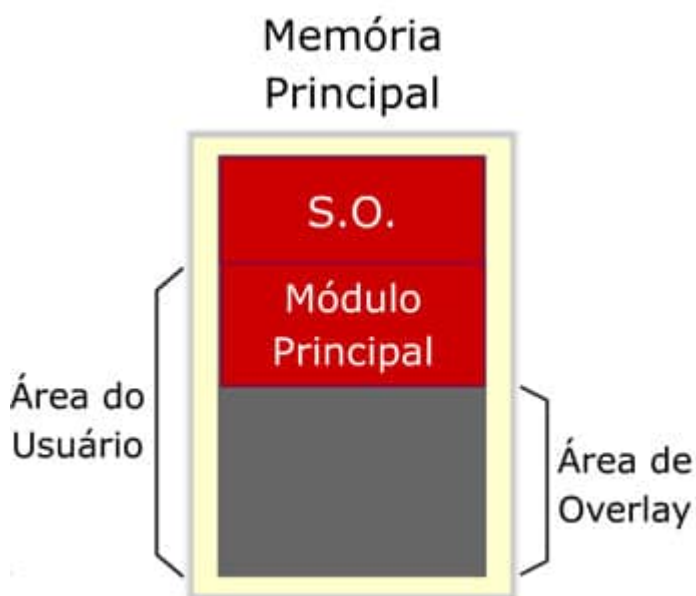 Memória
Principal
S.O.
Módulo
Principal
Área do
Usuário
Área de
Overlay